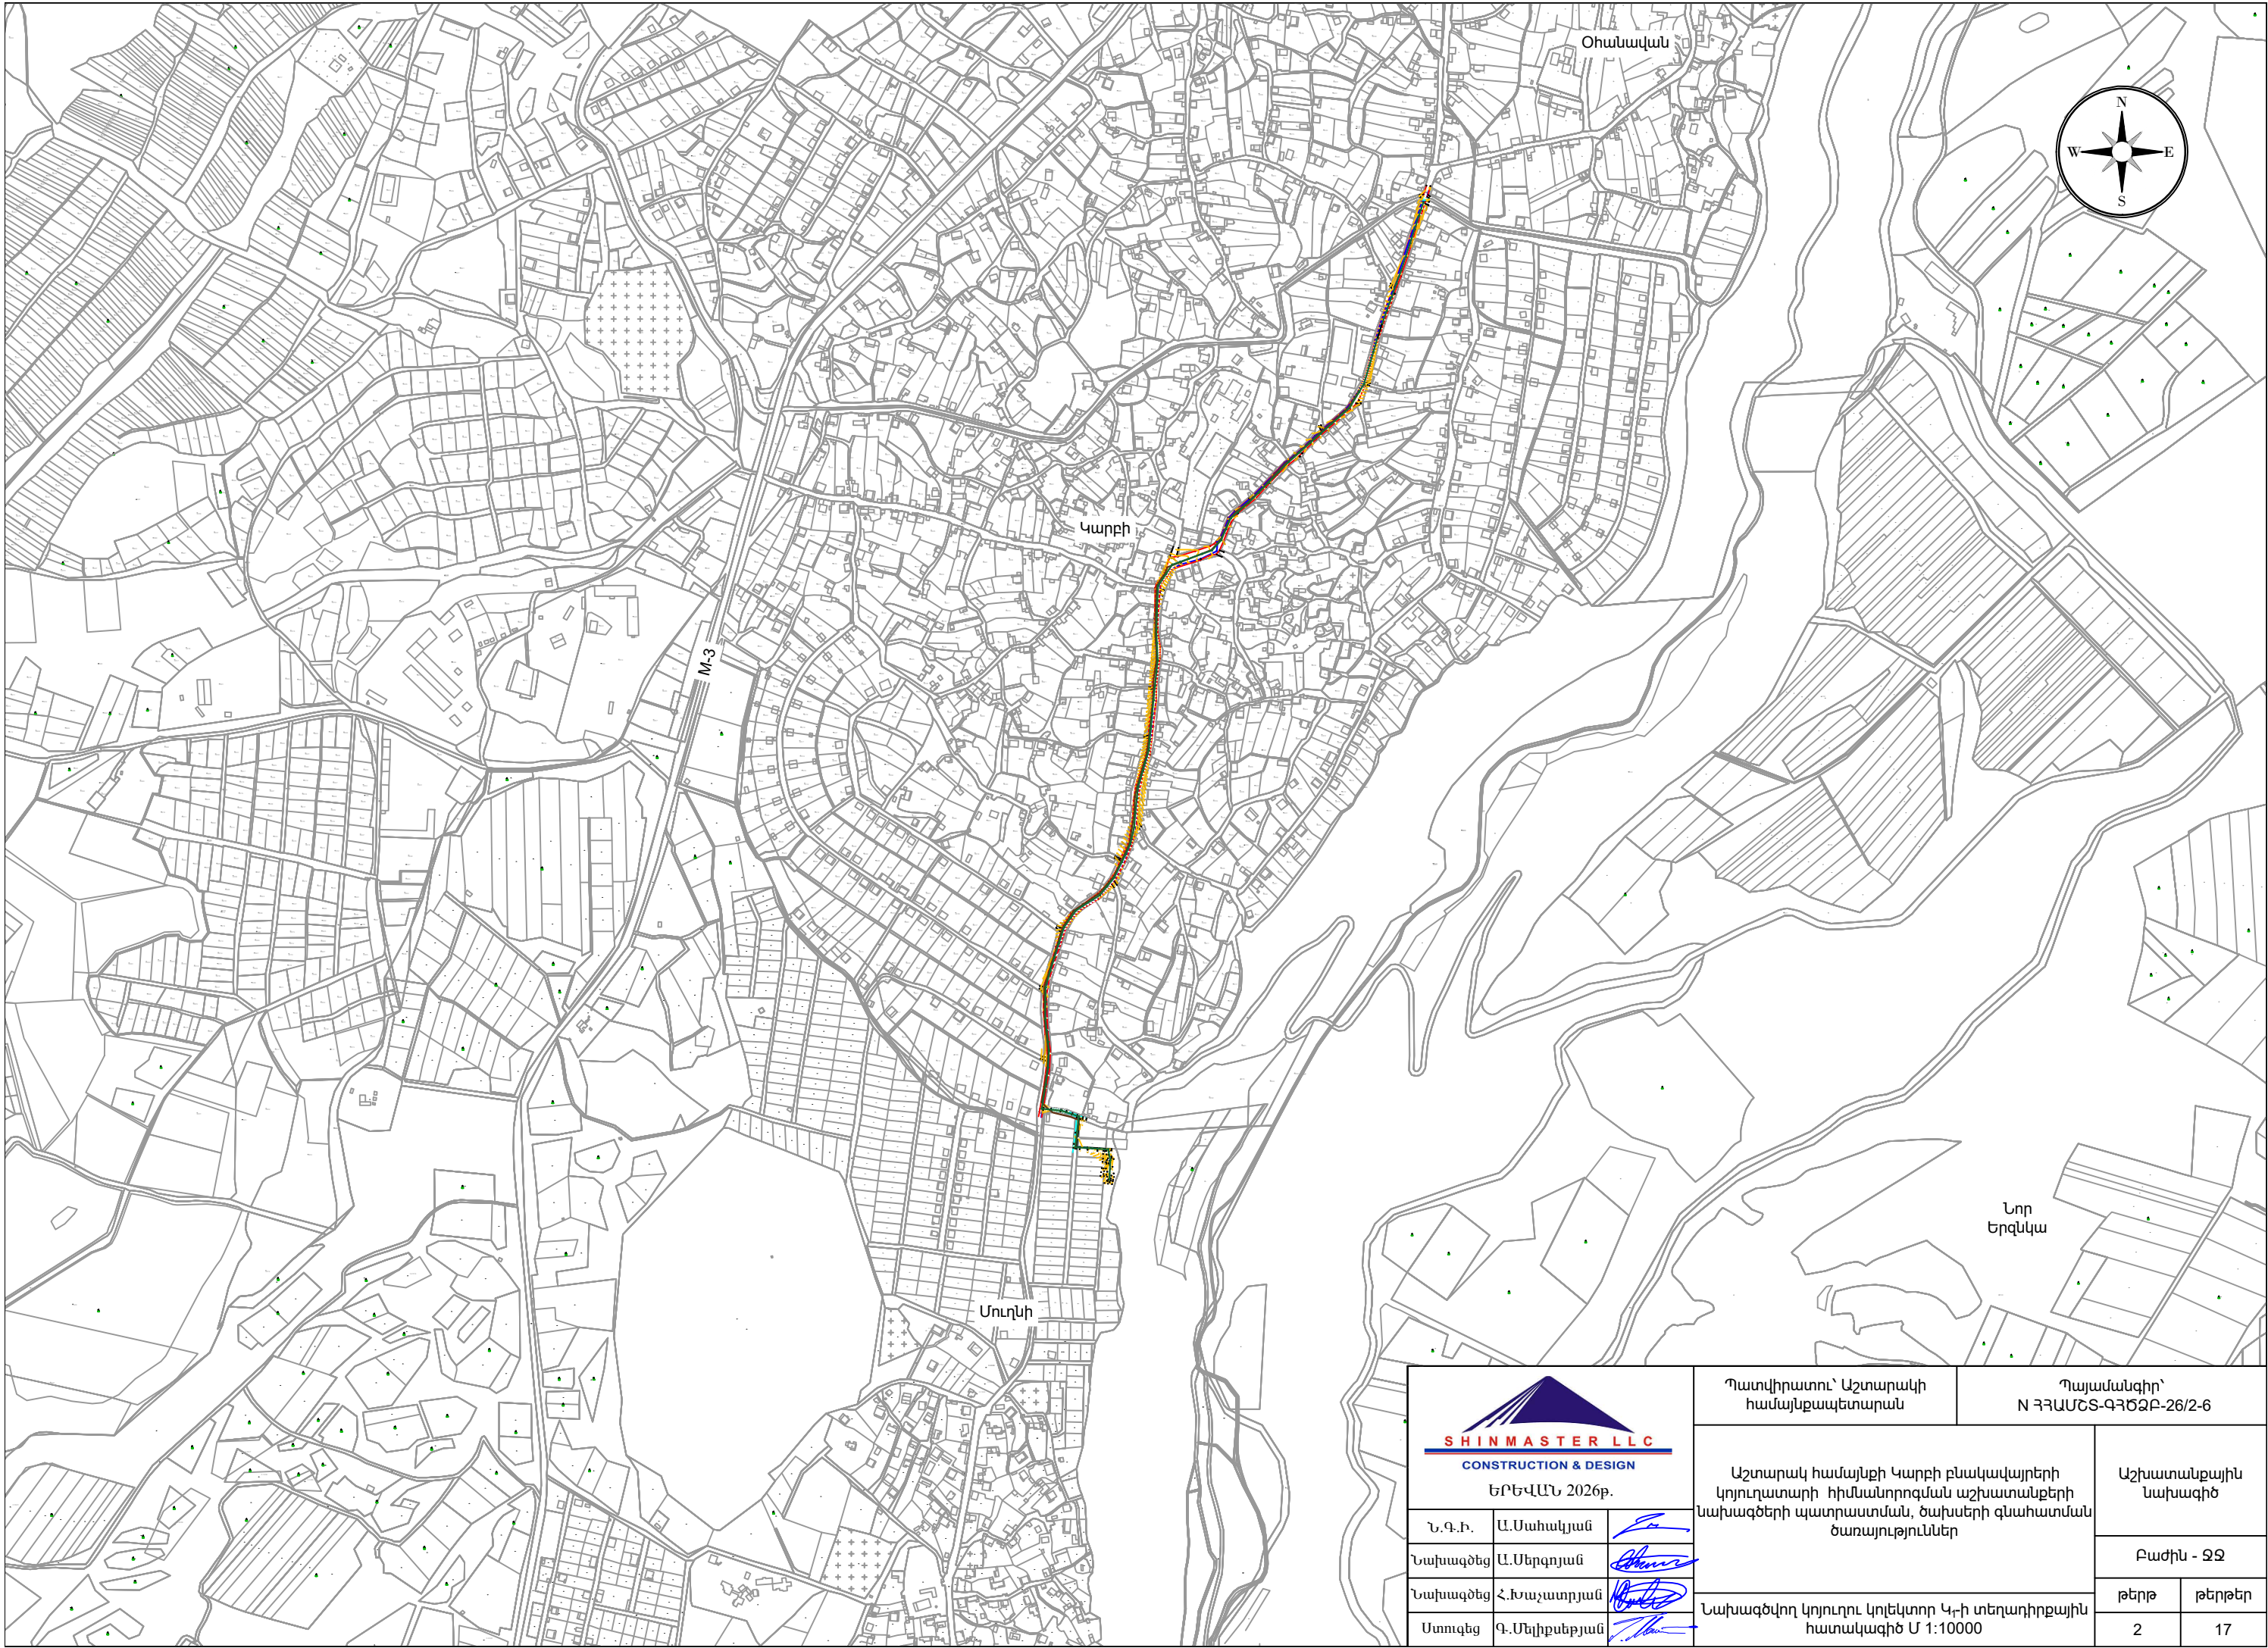 Օհանավան
N
W
E
S
Կարբի
M-3
Նոր
Երզնկա
Մուղնի
SHINMASTER LLC
CONSTRUCTION & DESIGN
ԵՐԵՎԱՆ 2026թ.
Պատվիրատու՝ Աշտարակի
համայնքապետարան
Պայամանգիր՝
N ՀՀԱՄՇՏ-ԳՀԾՁԲ-26/2-6
Աշտարակ համայնքի Կարբի բնակավայրերի
կոյուղատարի հիմնանորոգման աշխատանքերի
նախագծերի պատրաստման, ծախսերի գնահատման
ծառայություններ
Աշխատանքային
նախագիծ
Բաժին - ՋՋ
Ն.Գ.Ի. Ա.Սահակյան
Նախագծեց Ա.Սերգոյան
Նախագծեց Հ.Խաչատրյան
Ստուգեց Գ.Մելիքսեթյան
Նախագծվող կոյուղու կոլեկտոր Կ₁-ի տեղադիրքային
հատակագիծ Մ 1:10000
թերթ թերթեր
2 17